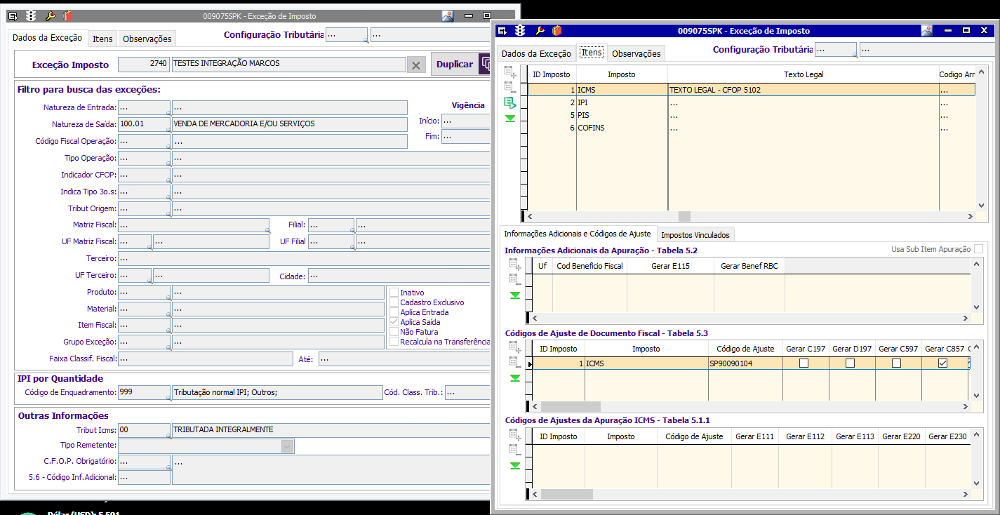 009075SPK - Exceção de Imposto
Dados da Exceção Itens Observações Configuração Tributária ... ...
Exceção Imposto 2740 TESTES INTEGRAÇÃO MARCOS Duplicar
Filtro para busca das exceções:
Natureza de Entrada: ... ... Vigência
Natureza de Saída: 100.01 VENDA DE MERCADORIA E/OU SERVIÇOS Início: ...
Código Fiscal Operação: ... ... Fim: ...
Tipo Operação: ... ...
Indicador CFOP: ... ...
Indica Tipo 3o.s: ... ...
Tribut Origem: ... ...
Matriz Fiscal: ... Filial: ... ...
UF Matriz Fiscal: ... ... UF Filial ... ...
Terceiro: ...
UF Terceiro: ... ... Cidade: ...
Produto: ... ... Inativo
Cadastro Exclusivo
Material: ... ... Aplica Entrada
Item Fiscal: ... ... Aplica Saída
Não Fatura
Grupo Exceção: ... ... Recalcula na Transferência
Faixa Classif. Fiscal: ... Até: ...
IPI por Quantidade
Código de Enquadramento: 999 Tributação normal IPI; Outros; Cód. Class. Trib.: ...
Outras Informações
Tribut Icms: 00 TRIBUTADA INTEGRALMENTE
Tipo Remetente:
C.F.O.P. Obrigatório: ... ...
5.6 - Código Inf.Adicional: ...
Dólar (USD): 5,591
009075SPK - Exceção de Imposto
Dados da Exceção Itens Observações Configuração Tributária ... ...
ID Imposto Imposto Texto Legal Codigo Arr
1 ICMS TEXTO LEGAL - CFOP 5102 ...
2 IPI ... ...
5 PIS ... ...
6 COFINS ... ...
Informações Adicionais e Códigos de Ajuste Impostos Vinculados
Informações Adicionais da Apuração - Tabela 5.2 Usa Sub Item Apuração
Uf Cod Beneficio Fiscal Gerar E115 Gerar Benef RBC
Códigos de Ajuste de Documento Fiscal - Tabela 5.3
ID Imposto Imposto Código de Ajuste Gerar C197 Gerar D197 Gerar C597 Gerar C857
1 ICMS SP90090104
Códigos de Ajustes da Apuração ICMS - Tabela 5.1.1
ID Imposto Imposto Código de Ajuste Gerar E111 Gerar E112 Gerar E113 Gerar E220 Gerar E230